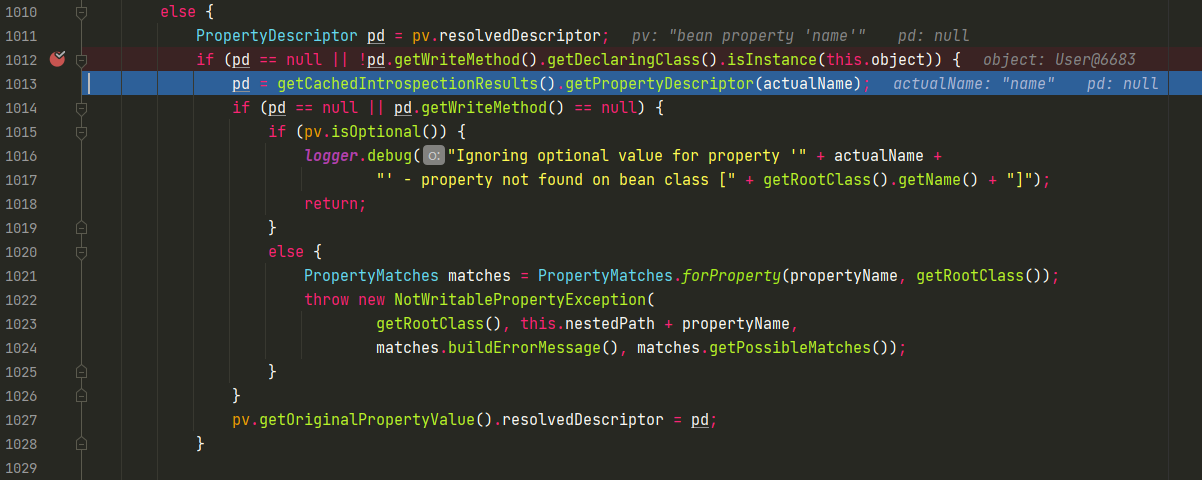 1010 else {
1011 PropertyDescriptor pd = pv.resolvedDescriptor; pv: "bean property 'name'" pd: null
1012 if (pd == null || !pd.getWriteMethod().getDeclaringClass().isInstance(this.object)) { object: User@6683
1013 pd = getCachedIntrospectionResults().getPropertyDescriptor(actualName); actualName: "name" pd: null
1014 if (pd == null || pd.getWriteMethod() == null) {
1015 if (pv.isOptional()) {
1016 logger.debug( o: "Ignoring optional value for property '" + actualName +
1017 "' - property not found on bean class [" + getRootClass().getName() + "]");
1018 return;
1019 }
1020 else {
1021 PropertyMatches matches = PropertyMatches.forProperty(propertyName, getRootClass());
1022 throw new NotWritablePropertyException(
1023 getRootClass(), this.nestedPath + propertyName,
1024 matches.buildErrorMessage(), matches.getPossibleMatches());
1025 }
1026 }
1027 pv.getOriginalPropertyValue().resolvedDescriptor = pd;
1028 }
1029